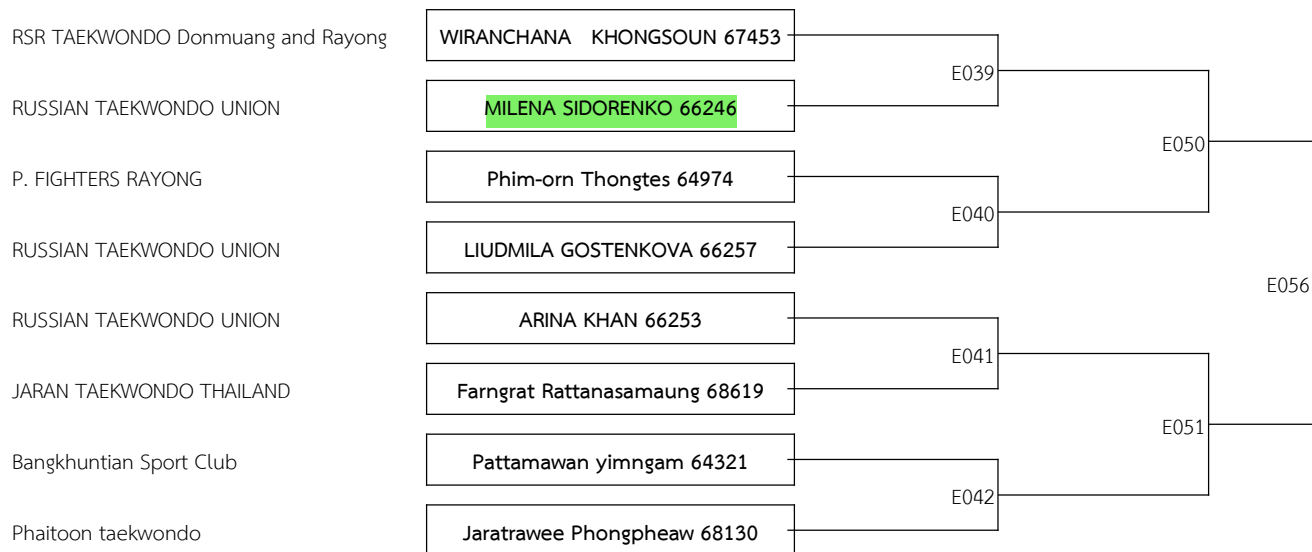 RSR TAEKWONDO Donmuang and Rayong
WIRANCHANA KHONGSOUN 67453
E039
RUSSIAN TAEKWONDO UNION
MILENA SIDORENKO 66246
E050
P. FIGHTERS RAYONG
Phim-orn Thongtes 64974
E040
RUSSIAN TAEKWONDO UNION
LIUDMILA GOSTENKOVA 66257
E056
RUSSIAN TAEKWONDO UNION
ARINA KHAN 66253
E041
JARAN TAEKWONDO THAILAND
Farngrat Rattanasamaung 68619
E051
Bangkhuntian Sport Club
Pattamawan yimngam 64321
E042
Phaitoon taekwondo
Jaratrawee Phongpheaw 68130